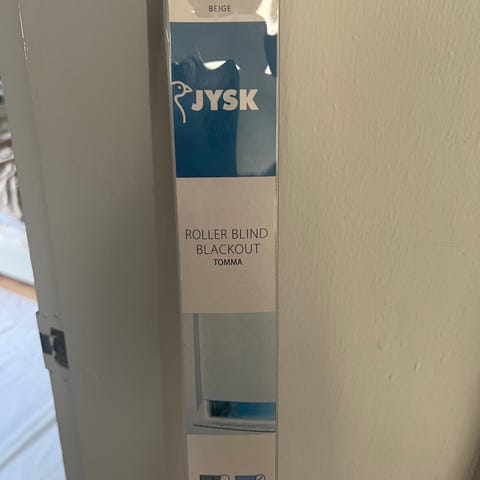 BEIGE
JYSK
ROLLER BLIND
BLACKOUT
TOMMA